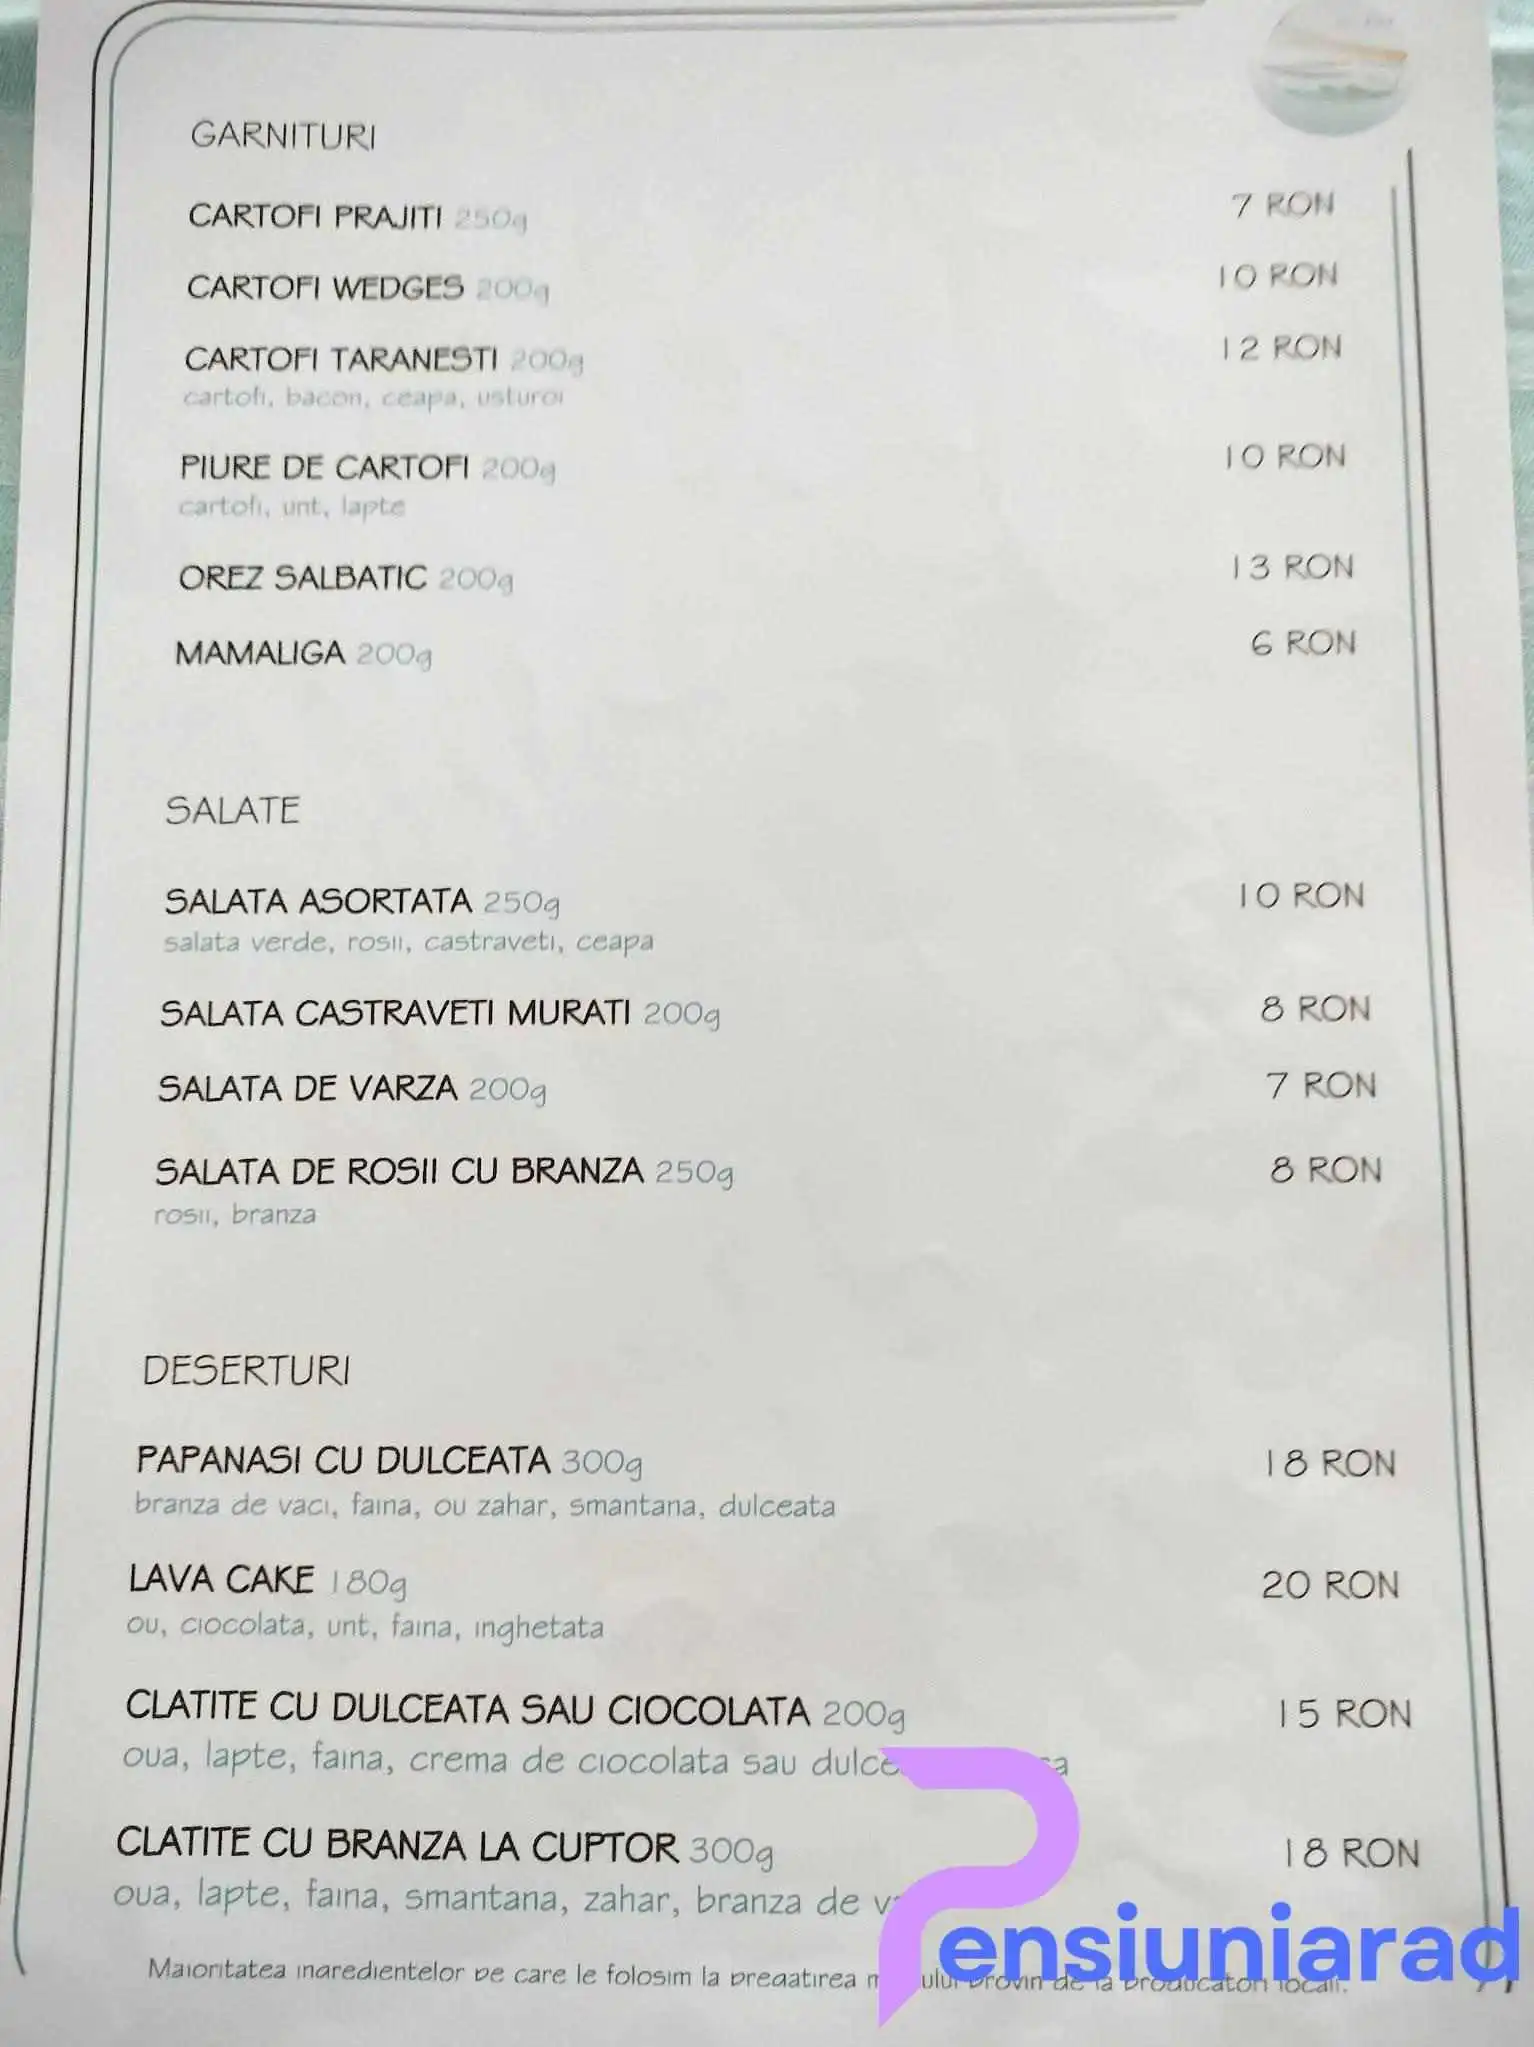 GARNITURI
CARTOFI PRAJITI 250g 7 RON
CARTOFI WEDGES 200g 10 RON
CARTOFI TARANESTI 200g 12 RON
cartofi, bacon, ceapa, usturoi
PIURE DE CARTOFI 200g 10 RON
cartofi, unt, lapte
OREZ SALBATIC 200g 13 RON
MAMALIGA 200g 6 RON
SALATE
SALATA ASORTATA 250g 10 RON
salata verde, rosii, castraveti, ceapa
SALATA CASTRAVETI MURATI 200g 8 RON
SALATA DE VARZA 200g 7 RON
SALATA DE ROSII CU BRANZA 250g 8 RON
rosii, branza
DESERTURI
PAPANASI CU DULCEATA 300g 18 RON
branza de vaci, faina, ou zahar, smantana, dulceata
LAVA CAKE 180g 20 RON
ou, ciocolata, unt, faina, inghetata
CLATITE CU DULCEATA SAU CIOCOLATA 200g 15 RON
oua, lapte, faina, crema de ciocolata sau
CLATITE CU BRANZA LA CUPTOR 300g 18 RON
oua, lapte, faina, smantana, zahar, branza de
Majoritatea ingredientelor pe care le folosim la pregatirea provin de la producatori locali.
Pensiuniarad